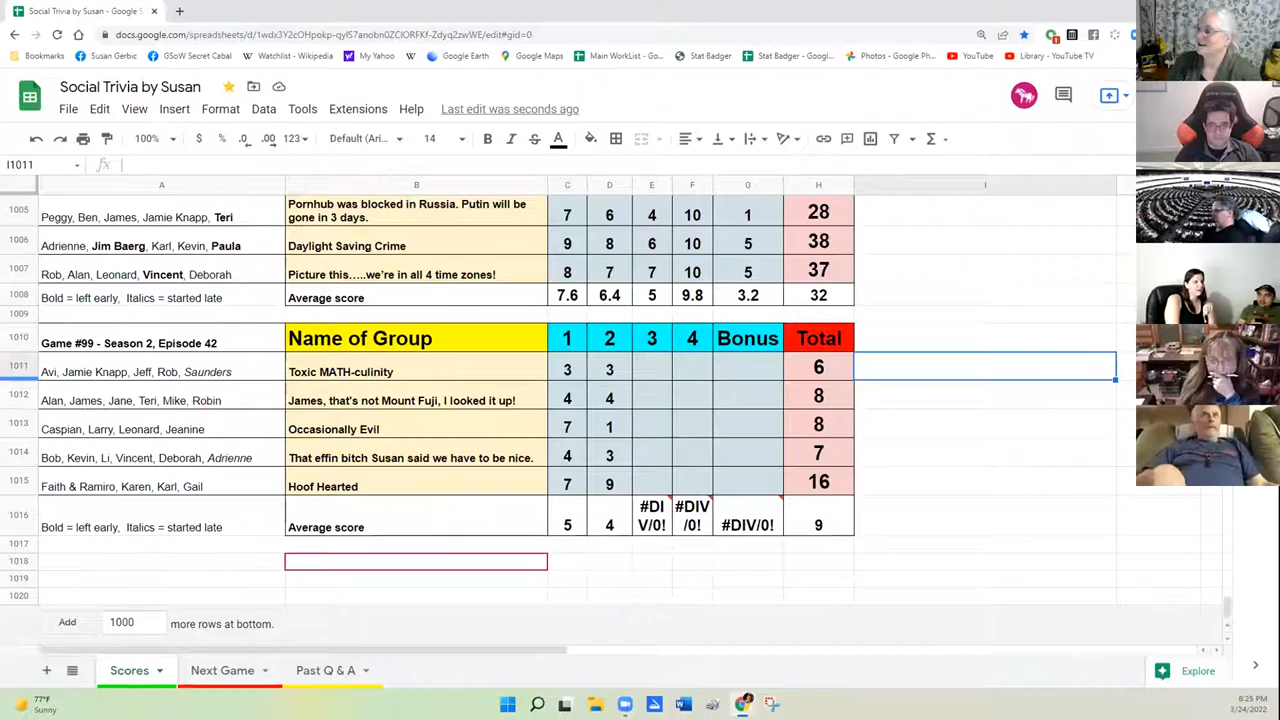 Social Trivia by Susan - Google S
docs.google.com/spreadsheets/d/1wdx3Y2cOHpokp-qylS7anobn0ZCIORFKf-Zdyq2zwWE/edit#gid=0
Bookmarks Susan Gerbic GSoW Secret Cabal Watchlist - Wikipedia My Yahoo Google Earth Google Maps Main WorkList - Go... Stat Badger Stat Badger - Googl... Photos - Google Ph... YouTube Library - YouTube TV
Social Trivia by Susan
File Edit View Insert Format Data Tools Extensions Help Last edit was seconds ago
100% $ % .0 .00 123 Default (Ari... 14 B I S A
I1011 fx
A B C D E F G H I
1005 Peggy, Ben, James, Jamie Knapp, Teri Pornhub was blocked in Russia. Putin will be gone in 3 days. 7 6 4 10 1 28
1006 Adrienne, Jim Baerg, Karl, Kevin, Paula Daylight Saving Crime 9 8 6 10 5 38
1007 Rob, Alan, Leonard, Vincent, Deborah Picture this.....we're in all 4 time zones! 8 7 7 10 5 37
1008 Bold = left early, Italics = started late Average score 7.6 6.4 5 9.8 3.2 32
1009
1010 Game #99 - Season 2, Episode 42 Name of Group 1 2 3 4 Bonus Total
1011 Avi, Jamie Knapp, Jeff, Rob, Saunders Toxic MATH-culinity 3 3 6
1012 Alan, James, Jane, Teri, Mike, Robin James, that's not Mount Fuji, I looked it up! 4 4 8
1013 Caspian, Larry, Leonard, Jeanine Occasionally Evil 7 1 8
1014 Bob, Kevin, Li, Vincent, Deborah, Adrienne That effin bitch Susan said we have to be nice. 4 3 7
1015 Faith & Ramiro, Karen, Karl, Gail Hoof Hearted 7 9 16
1016 Bold = left early, Italics = started late Average score 5 4 #DIV/0! #DIV/0! #DIV/0! 9
1017
1018
1019
1020
Add 1000 more rows at bottom.
Scores Next Game Past Q & A Explore
77°F
Sunny
8:25 PM
3/24/2022